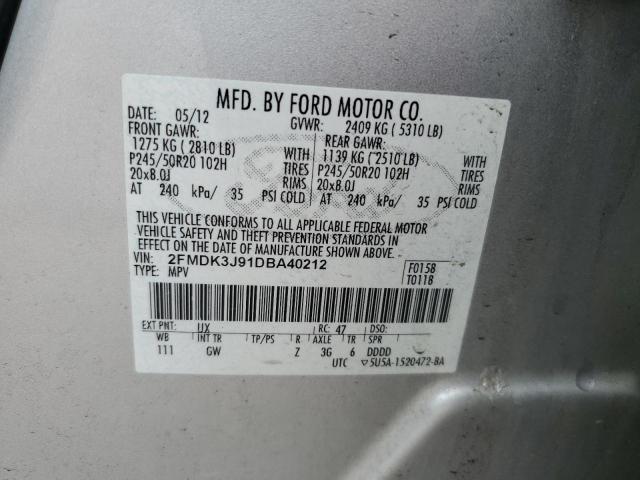 MFD. BY FORD MOTOR CO.
DATE: 05/12 GVWR: 2409 KG ( 5310 LB)
FRONT GAWR: REAR GAWR:
1275 KG ( 2810 LB) WITH 1139 KG ( 2510 LB) WITH
P245/50R20 102H TIRES P245/50R20 102H TIRES
20x8.0J RIMS 20x8.0J RIMS
AT 240 kPa/ 35 PSI COLD AT 240 kPa/ 35 PSI COLD
THIS VEHICLE CONFORMS TO ALL APPLICABLE FEDERAL MOTOR
VEHICLE SAFETY AND THEFT PREVENTION STANDARDS IN
EFFECT ON THE DATE OF MANUFACTURE SHOWN ABOVE.
VIN: 2FMDK3J91DBA40212 F0158
TYPE: MPV T0118
EXT PNT: UX RC: 47 DSO:
WB INT TR TP/PS R AXLE TR SPR
111 GW Z 3G 6 DDDD
UTC ▽5U5A-1520472-BA